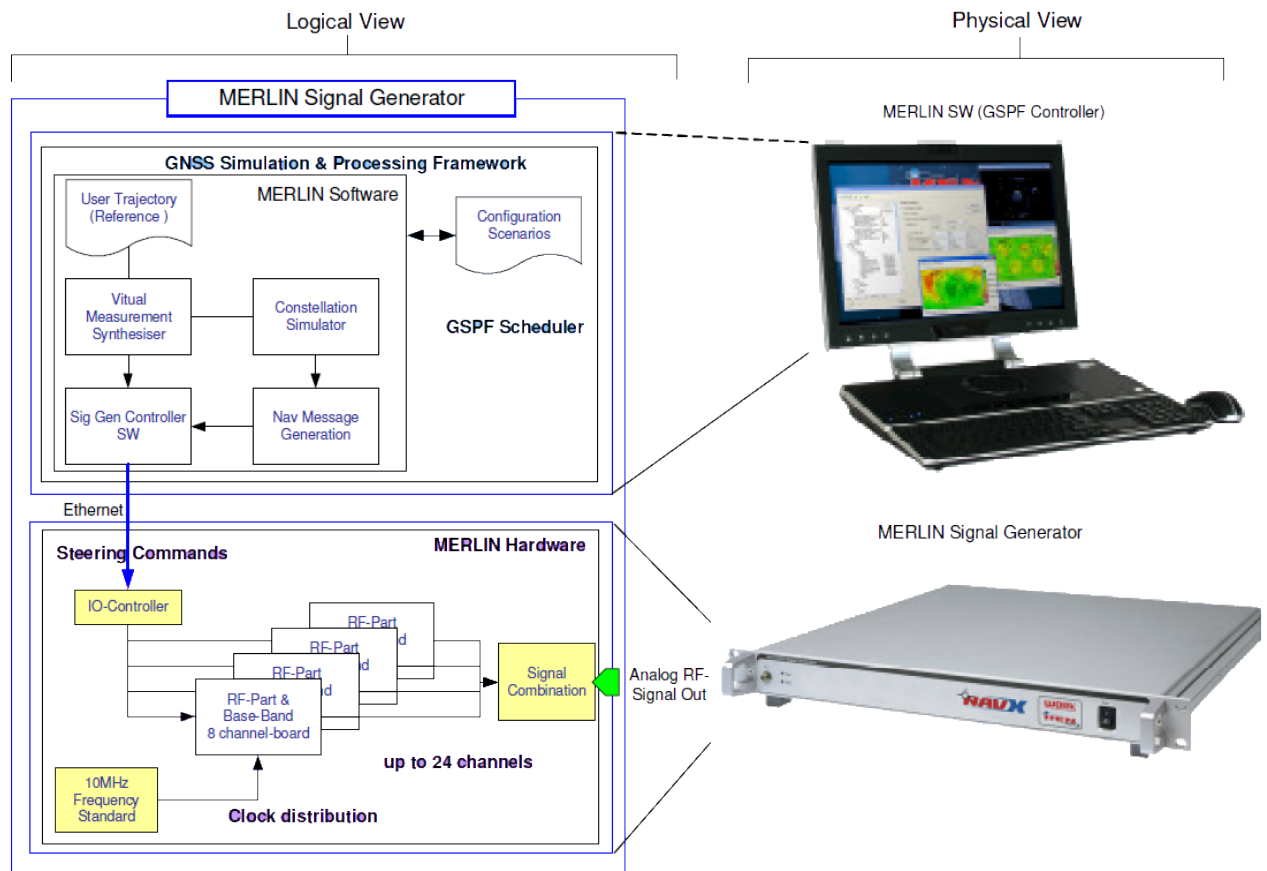 Logical View
Physical View
MERLIN Signal Generator
MERLIN SW (GSPF Controller)
GNSS Simulation & Processing Framework
MERLIN Software
User Trajectory
(Reference )
Configuration
Scenarios
Vitual
Measurement
Synthesiser
Constellation
Simulator
GSPF Scheduler
Sig Gen Controller
SW
Nav Message
Generation
Ethernet
MERLIN Signal Generator
Steering Commands
MERLIN Hardware
IO-Controller
RF-Part
RF-Part
RF-Part
RF-Part &
Base-Band
8 channel-board
Signal
Combination
Analog RF-
Signal Out
NAVX
up to 24 channels
10MHz
Frequency
Standard
Clock distribution